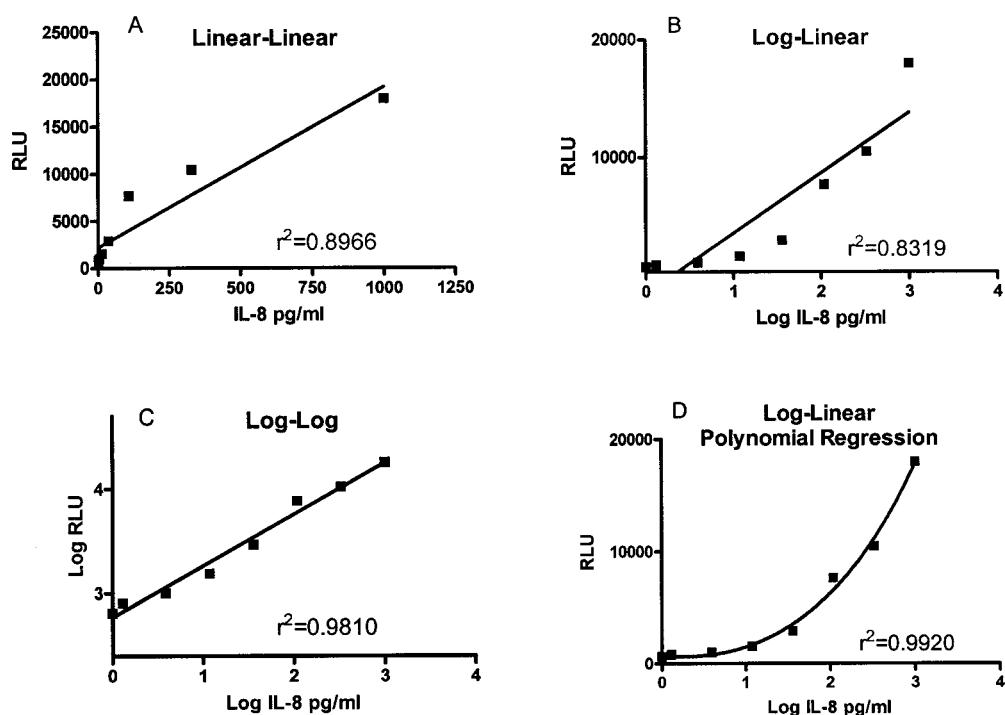 A
Linear-Linear
25000
20000
15000
10000
5000
0
RLU
r²=0.8966
0
250
500
750
1000
1250
IL-8 pg/ml
B
Log-Linear
20000
10000
RLU
r²=0.8319
0
1
2
3
4
Log IL-8 pg/ml
C
Log-Log
4
3
Log RLU
r²=0.9810
0
1
2
3
4
Log IL-8 pg/ml
D
Log-Linear
Polynomial Regression
20000
10000
0
RLU
r²=0.9920
0
1
2
3
4
Log IL-8 pg/ml